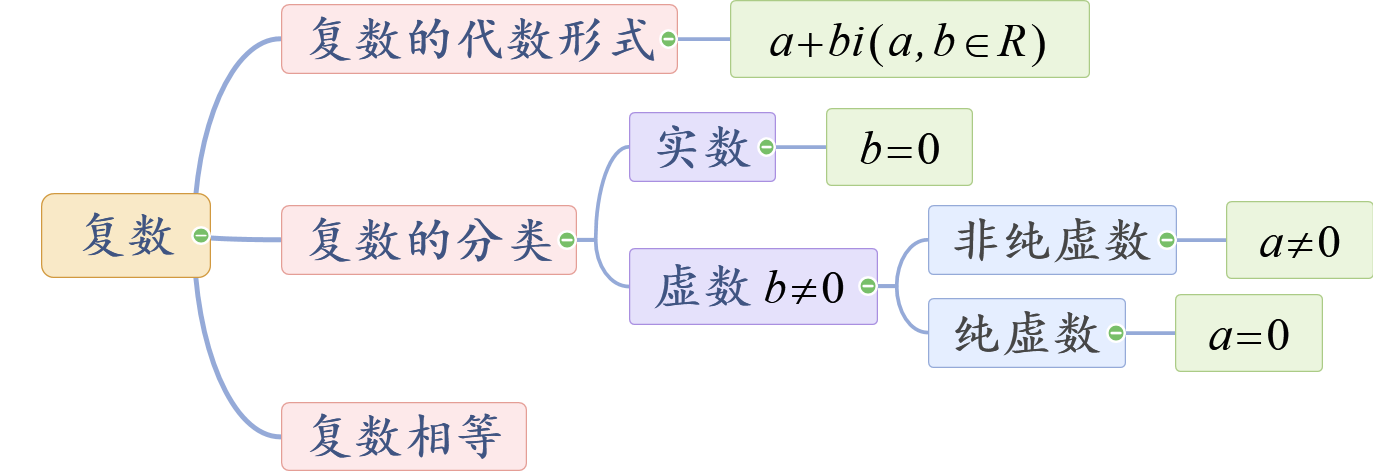 复数的代数形式
a+bi(a,b∈R)
实数
b=0
复数
复数的分类
非纯虚数
a≠0
虚数 b≠0
纯虚数
a=0
复数相等